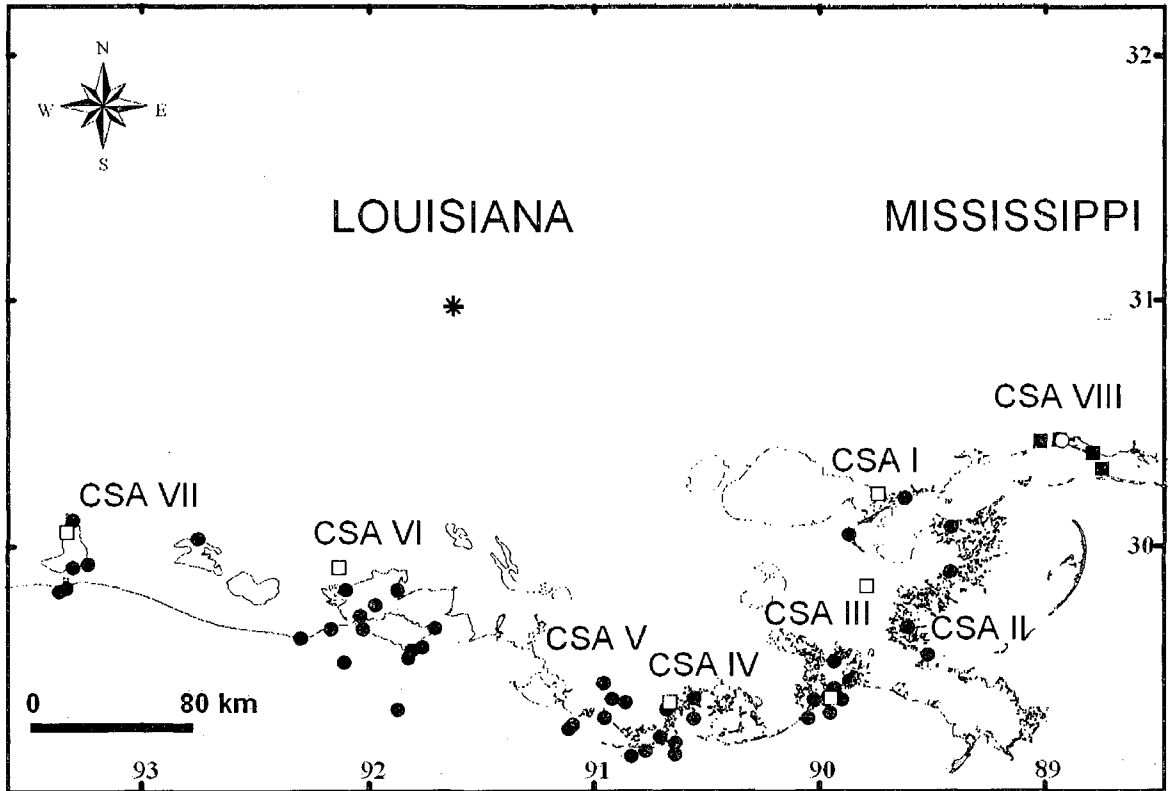 N
32
W E
S
LOUISIANA MISSISSIPPI
31
CSA VIII
CSA I
CSA VII
CSA VI
30
CSA III
CSA II
CSA V
CSA IV
0 80 km
93 92 91 90 89